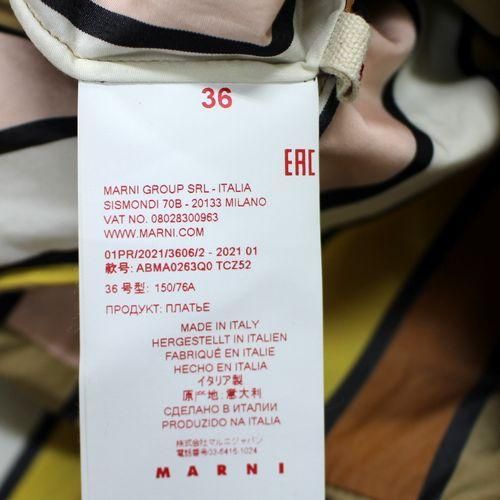 36
EAC
MARNI GROUP SRL - ITALIA
SISMONDI 70B - 20133 MILANO
VAT NO. 08028300963
WWW.MARNI.COM
01PR/2021/3606/2 - 2021 01
款号: ABMA0263Q0 TCZ52
36 号型: 150/76A
ПРОДУКТ: ПЛАТЬЕ
MADE IN ITALY
HERGESTELLT IN ITALIEN
FABRIQUÉ EN ITALIE
HECHO EN ITALIA
イタリア製
原产地: 意大利
СДЕЛАНО В ИТАЛИИ
PRODUZIDO NA ITALIA
株式会社マルニジャパン
電話番号03-6416-1024
MARNI